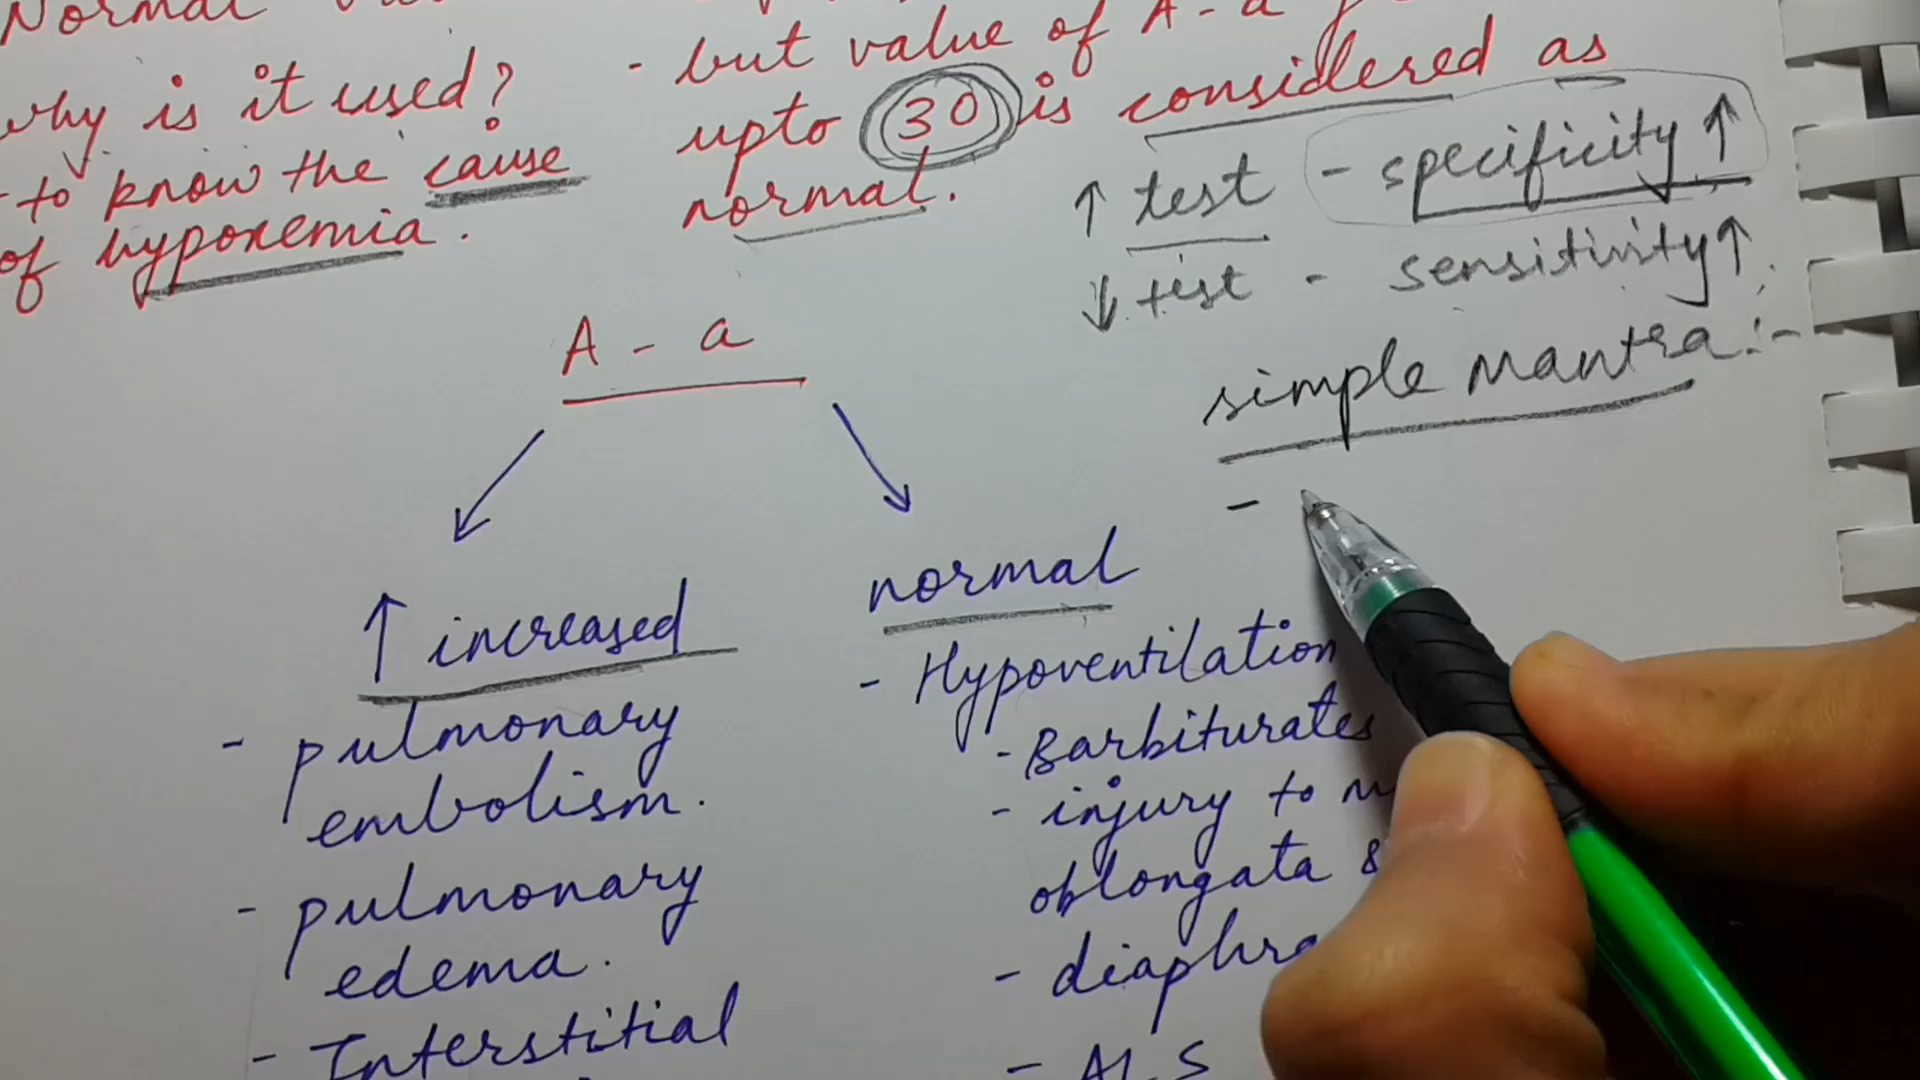 Normal
why is it used?
- to know the cause
of hypoxemia.
- but value of A-a
upto 30 is considered as
normal.
↑ test - specificity ↑
↓ test - sensitivity ↑
simple mantra :-
-
A - a
↑ increased
- pulmonary
embolism.
- pulmonary
edema.
- Interstitial
normal
- Hypoventilation
- Barbiturates
- injury to
oblongata &
- diaphra
- ALS